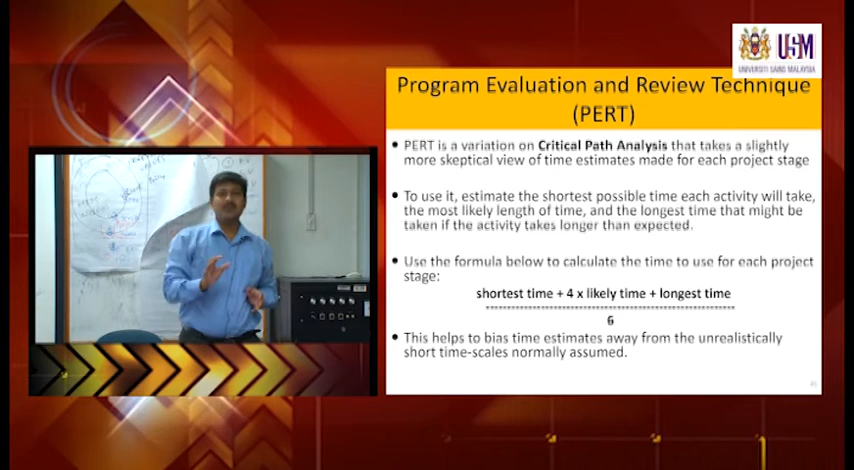 USM
UNIVERSITI SAINS MALAYSIA
Program Evaluation and Review Technique
(PERT)
• PERT is a variation on Critical Path Analysis that takes a slightly
more skeptical view of time estimates made for each project stage
• To use it, estimate the shortest possible time each activity will take,
the most likely length of time, and the longest time that might be
taken if the activity takes longer than expected.
• Use the formula below to calculate the time to use for each project
stage:
shortest time + 4 x likely time + longest time
-----------------------------------------------------------
6
• This helps to bias time estimates away from the unrealistically
short time-scales normally assumed.